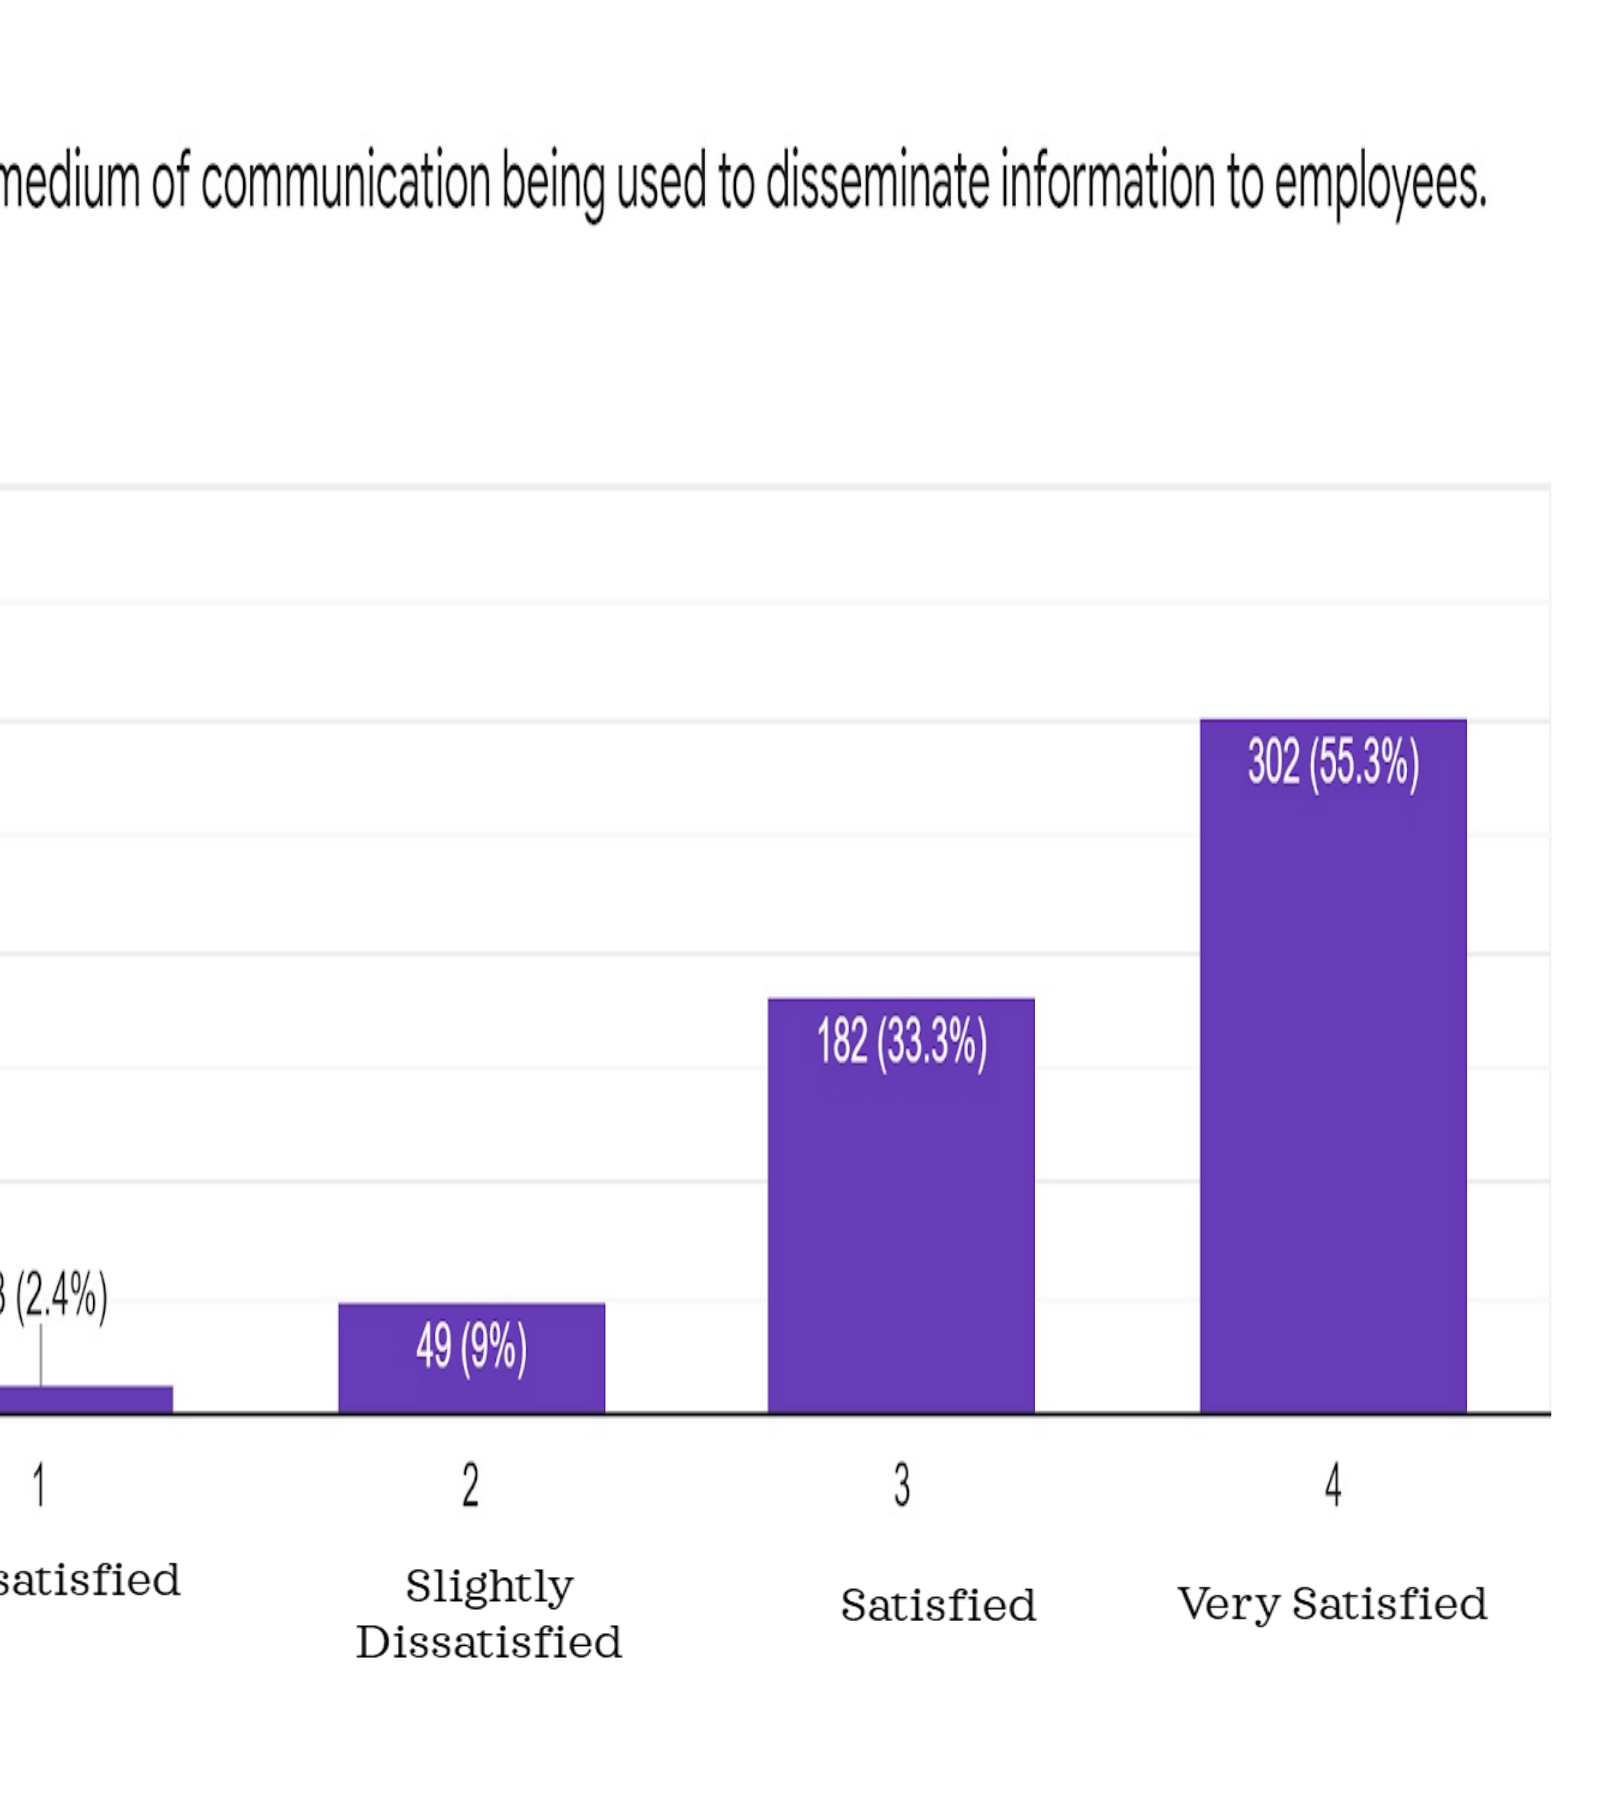 medium of communication being used to disseminate information to employees.
302 (55.3%)
182 (33.3%)
3 (2.4%)
49 (9%)
1
2
3
4
satisfied
Slightly
Dissatisfied
Satisfied
Very Satisfied